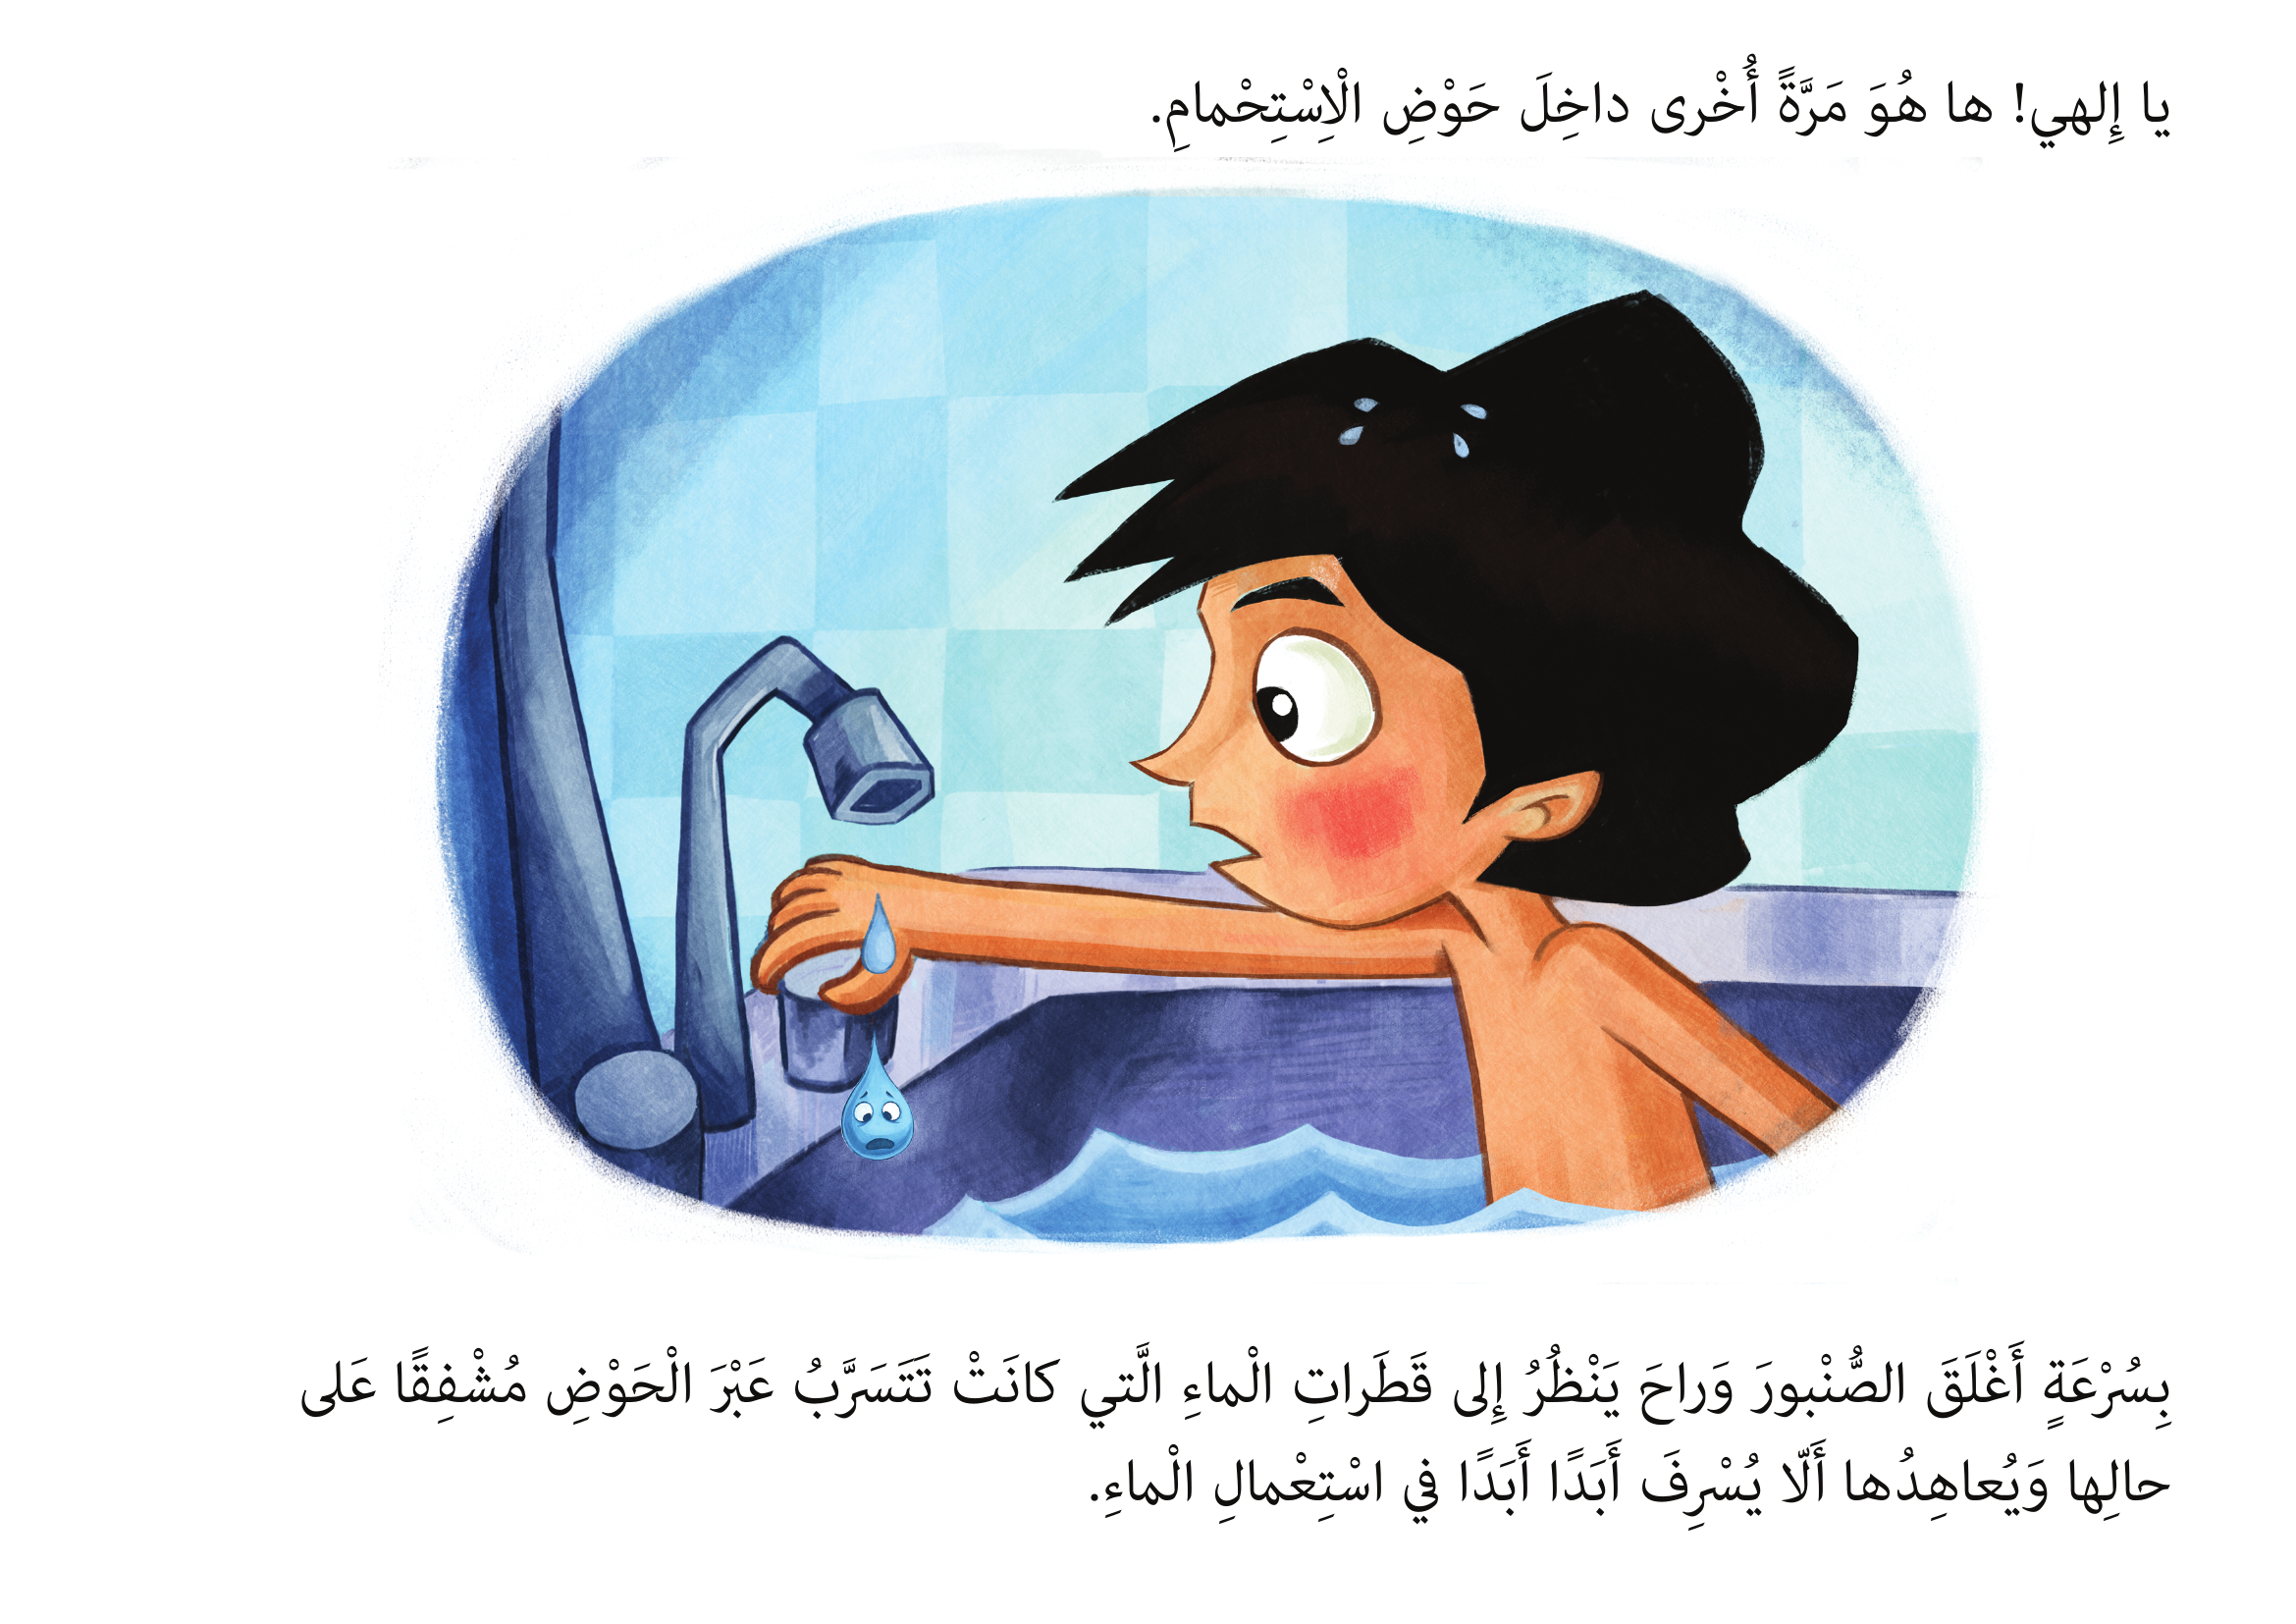 يا إِلهي! ها هُوَ مَرَّةً أُخْرى داخِلَ حَوْضِ الْاِسْتِحْمامِ.
بِسُرْعَةٍ أَغْلَقَ الصُّنْبورَ وَراحَ يَنْظُرُ إِلى قَطَراتِ الْماءِ الَّتي كانَتْ تَتَسَرَّبُ عَبْرَ الْحَوْضِ مُشْفِقًا عَلى
حالِها وَيُعاهِدُها أَلّا يُسْرِفَ أَبَدًا أَبَدًا في اسْتِعْمالِ الْماءِ.